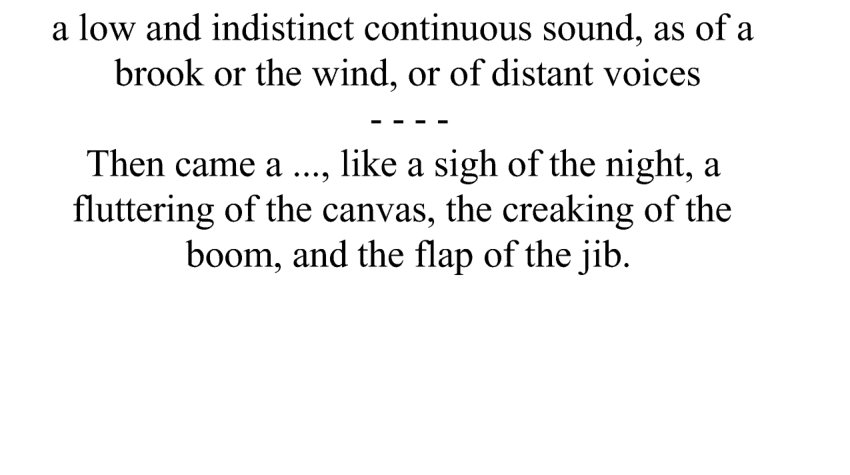 a low and indistinct continuous sound, as of a
brook or the wind, or of distant voices
- - - -
Then came a ..., like a sigh of the night, a
fluttering of the canvas, the creaking of the
boom, and the flap of the jib.